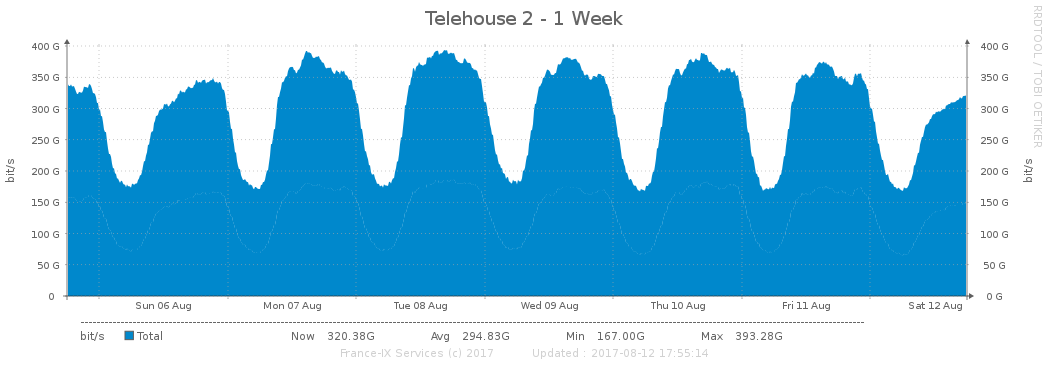 Telehouse 2 - 1 Week
RRDTOOL / TOBI OETIKER
400 G 400 G
350 G 350 G
300 G 300 G
250 G 250 G
200 G 200 G
150 G 150 G
100 G 100 G
50 G 50 G
0 0 G
bit/s bit/s
Sun 06 Aug Mon 07 Aug Tue 08 Aug Wed 09 Aug Thu 10 Aug Fri 11 Aug Sat 12 Aug
bit/s Total Now 320.38G Avg 294.83G Min 167.00G Max 393.28G
France-IX Services (c) 2017 Updated : 2017-08-12 17:55:14